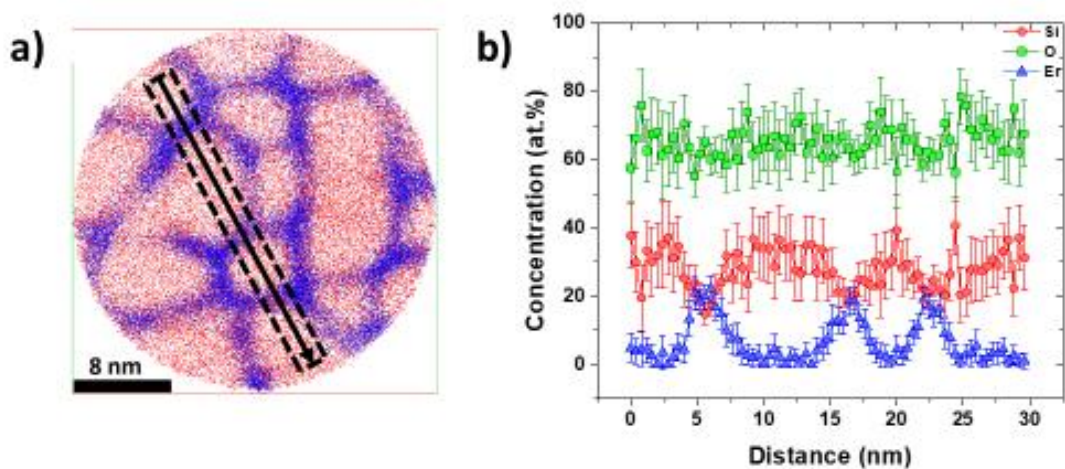 a)
8 nm
b)
Concentration (at.%)
100
80
60
40
20
0
Si
O
Er
0 5 10 15 20 25 30
Distance (nm)